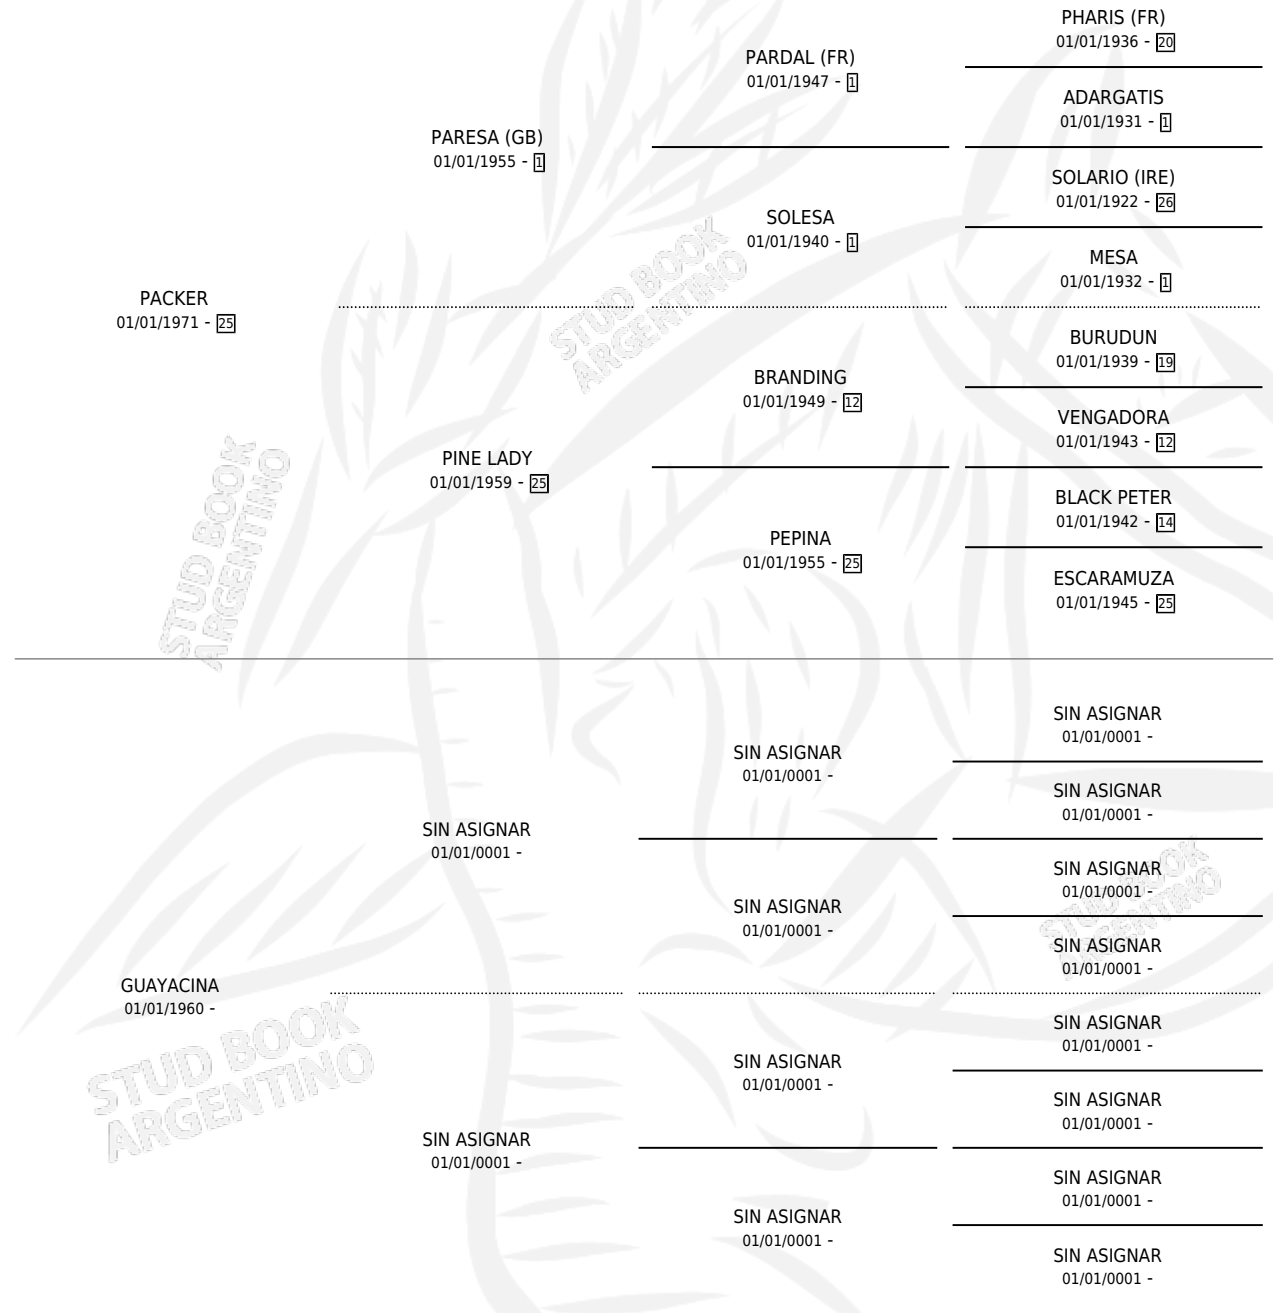 PACKER
01/01/1971 - 25
PARESA (GB)
01/01/1955 - 1
PINE LADY
01/01/1959 - 25
PARDAL (FR)
01/01/1947 - 1
SOLESA
01/01/1940 - 1
BRANDING
01/01/1949 - 12
PEPINA
01/01/1955 - 25
PHARIS (FR)
01/01/1936 - 20
ADARGATIS
01/01/1931 - 1
SOLARIO (IRE)
01/01/1922 - 26
MESA
01/01/1932 - 1
BURUDUN
01/01/1939 - 19
VENGADORA
01/01/1943 - 12
BLACK PETER
01/01/1942 - 14
ESCARAMUZA
01/01/1945 - 25
STUD BOOK
ARGENTINO
STUD BOOK
ARGENTINO
GUAYACINA
01/01/1960 -
SIN ASIGNAR
01/01/0001 -
SIN ASIGNAR
01/01/0001 -
SIN ASIGNAR
01/01/0001 -
SIN ASIGNAR
01/01/0001 -
SIN ASIGNAR
01/01/0001 -
SIN ASIGNAR
01/01/0001 -
SIN ASIGNAR
01/01/0001 -
SIN ASIGNAR
01/01/0001 -
SIN ASIGNAR
01/01/0001 -
SIN ASIGNAR
01/01/0001 -
SIN ASIGNAR
01/01/0001 -
SIN ASIGNAR
01/01/0001 -
SIN ASIGNAR
01/01/0001 -
SIN ASIGNAR
01/01/0001 -
STUD BOOK
ARGENTINO
STUD BOOK
ARGENTINO